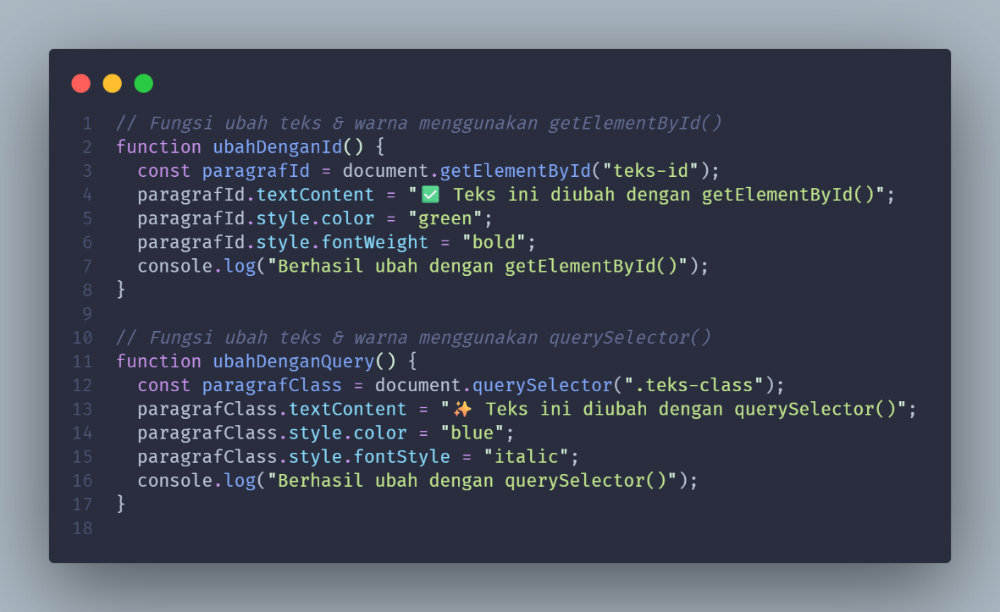 1 // Fungsi ubah teks & warna menggunakan getElementById()
2 function ubahDenganId() {
3   const paragrafId = document.getElementById("teks-id");
4   paragrafId.textContent = "✅ Teks ini diubah dengan getElementById()";
5   paragrafId.style.color = "green";
6   paragrafId.style.fontWeight = "bold";
7   console.log("Berhasil ubah dengan getElementById()");
8 }
9
10 // Fungsi ubah teks & warna menggunakan querySelector()
11 function ubahDenganQuery() {
12   const paragrafClass = document.querySelector(".teks-class");
13   paragrafClass.textContent = "✨ Teks ini diubah dengan querySelector()";
14   paragrafClass.style.color = "blue";
15   paragrafClass.style.fontStyle = "italic";
16   console.log("Berhasil ubah dengan querySelector()");
17 }
18